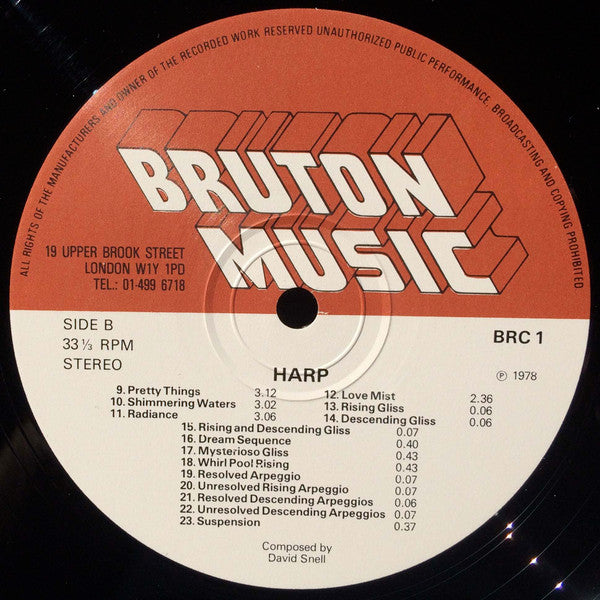 ALL RIGHTS OF THE MANUFACTURERS AND OWNER OF THE RECORDED WORK RESERVED UNAUTHORIZED PUBLIC PERFORMANCE, BROADCASTING AND COPYING PROHIBITED.
BRUTON
MUSIC
19 UPPER BROOK STREET
LONDON W1Y 1PD
TEL.: 01-499 6718
SIDE B
33⅓ RPM
STEREO
BRC 1
HARP
℗ 1978
9. Pretty Things 3.12
10. Shimmering Waters 3.02
11. Radiance 3.06
12. Love Mist 2.36
13. Rising Gliss 0.06
14. Descending Gliss 0.06
15. Rising and Descending Gliss 0.07
16. Dream Sequence 0.40
17. Mysterioso Gliss 0.43
18. Whirl Pool Rising 0.43
19. Resolved Arpeggio 0.07
20. Unresolved Rising Arpeggio 0.07
21. Resolved Descending Arpeggios 0.06
22. Unresolved Descending Arpeggios 0.07
23. Suspension 0.37
Composed by
David Snell